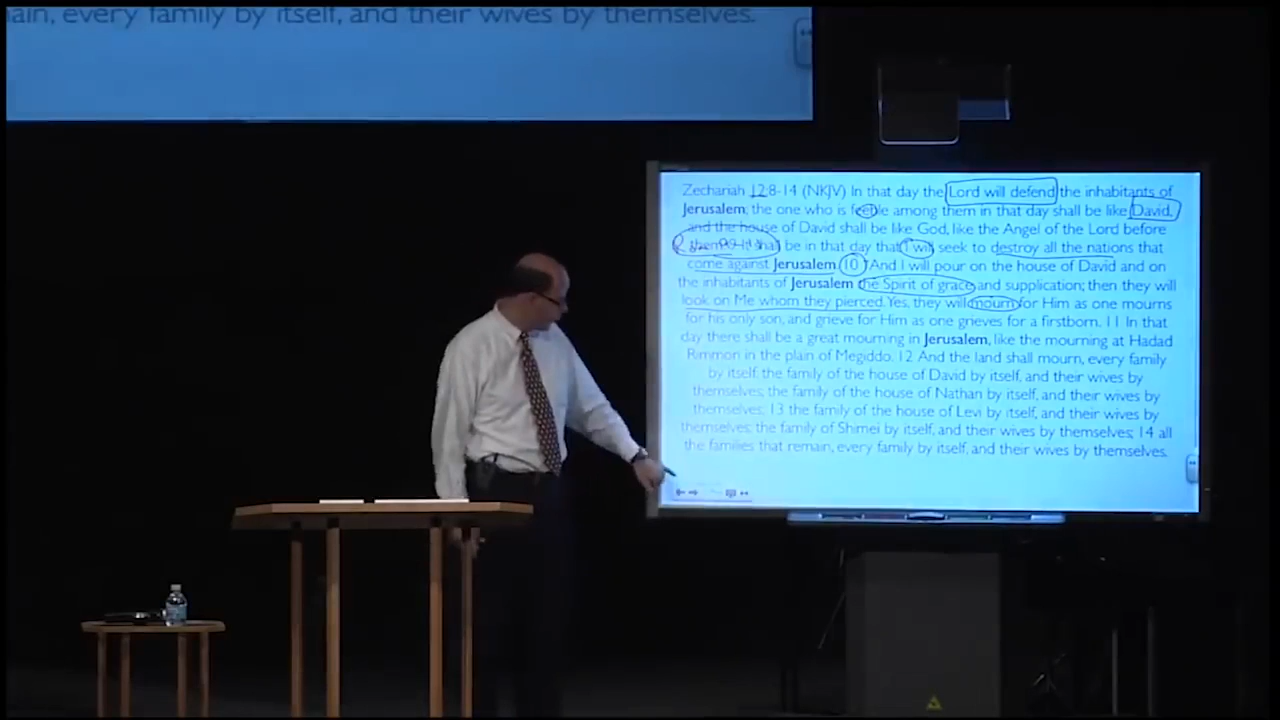 ain, every family by itself, and their wives by themselves.
Zechariah 12:8-14 (NKJV) In that day the Lord will defend the inhabitants of
Jerusalem; the one who is feeble among them in that day shall be like David,
and the house of David shall be like God, like the Angel of the Lord before
them. 9 It shall be in that day that I will seek to destroy all the nations that
come against Jerusalem. 10 "And I will pour on the house of David and on
the inhabitants of Jerusalem the Spirit of grace and supplication; then they will
look on Me whom they pierced. Yes, they will mourn for Him as one mourns
for his only son, and grieve for Him as one grieves for a firstborn. 11 In that
day there shall be a great mourning in Jerusalem, like the mourning at Hadad
Rimmon in the plain of Megiddo. 12 And the land shall mourn, every family
by itself: the family of the house of David by itself, and their wives by
themselves; the family of the house of Nathan by itself, and their wives by
themselves; 13 the family of the house of Levi by itself, and their wives by
themselves; the family of Shimei by itself, and their wives by themselves; 14 all
the families that remain, every family by itself, and their wives by themselves.